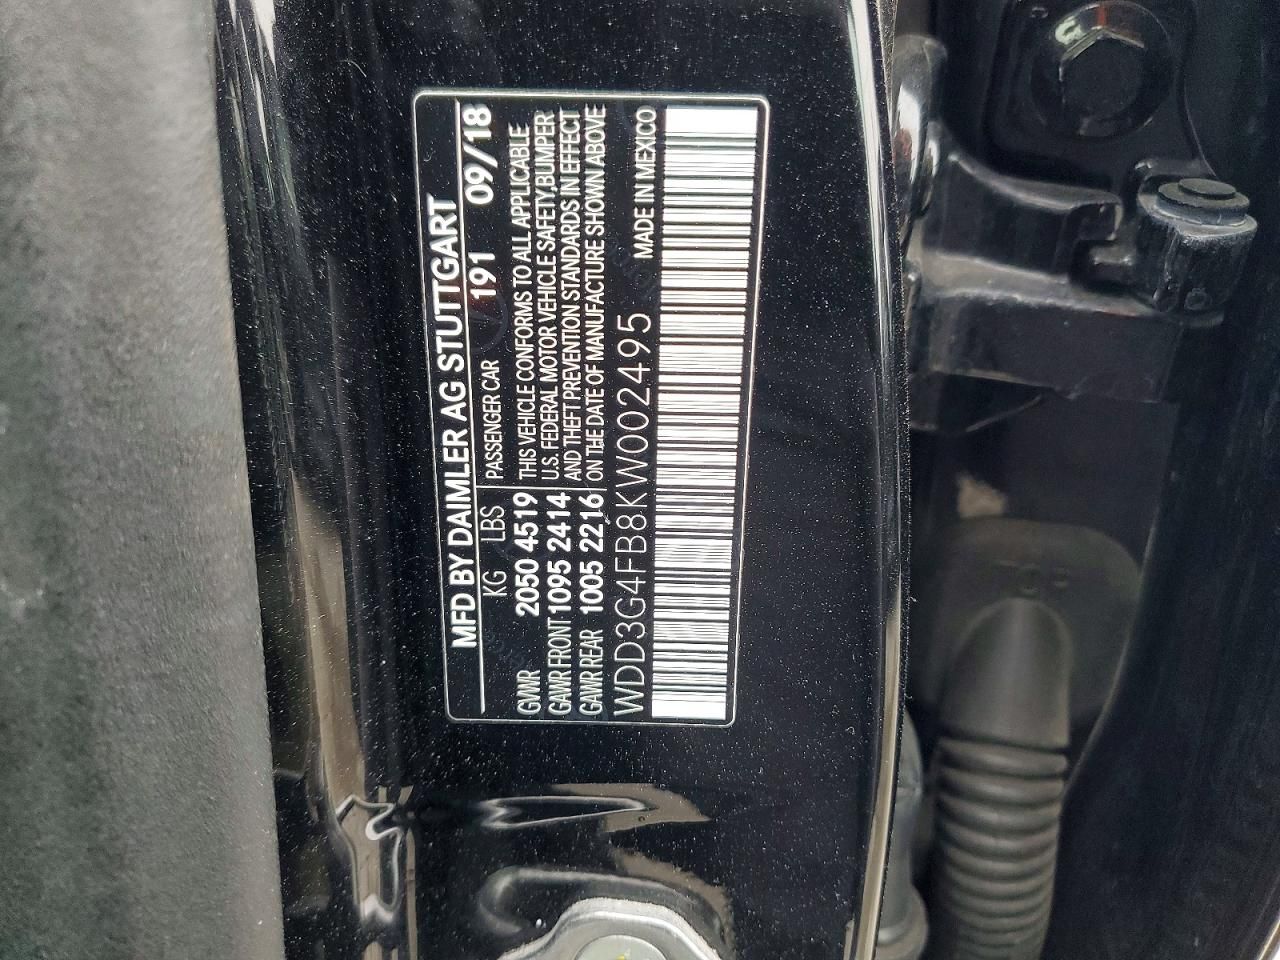 MFD BY DAIMLER AG STUTTGART
KG LBS PASSENGER CAR 191 09/18
GVWR 2050 4519 THIS VEHICLE CONFORMS TO ALL APPLICABLE
GAWR FRONT 1095 2414 U.S. FEDERAL MOTOR VEHICLE SAFETY,BUMPER
AND THEFT PREVENTION STANDARDS IN EFFECT
GAWR REAR 1005 2216 ON THE DATE OF MANUFACTURE SHOWN ABOVE
WDD3G4FB8KW002495 MADE IN MEXICO
TOP